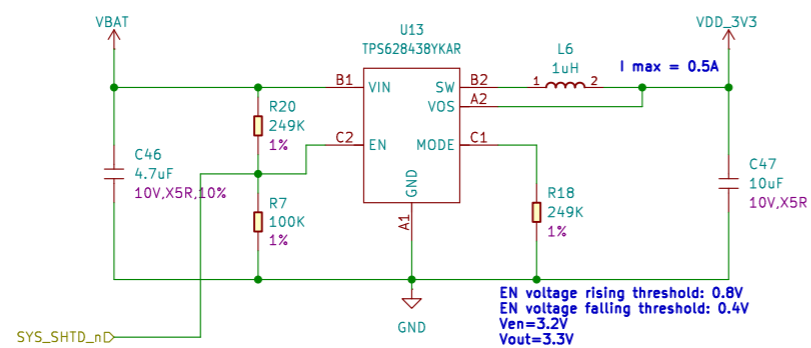 VBAT
U13
TPS628438YKAR
VDD_3V3
L6
1uH
I max = 0.5A
B1 VIN SW B2 1 2
VOS A2
R20
249K
1%
C2 EN MODE C1
C46
4.7uF
10V,X5R,10%
C47
10uF
10V,X5R
GND
A1
R7
100K
1%
R18
249K
1%
EN voltage rising threshold: 0.8V
EN voltage falling threshold: 0.4V
Ven=3.2V
Vout=3.3V
GND
SYS_SHTD_n